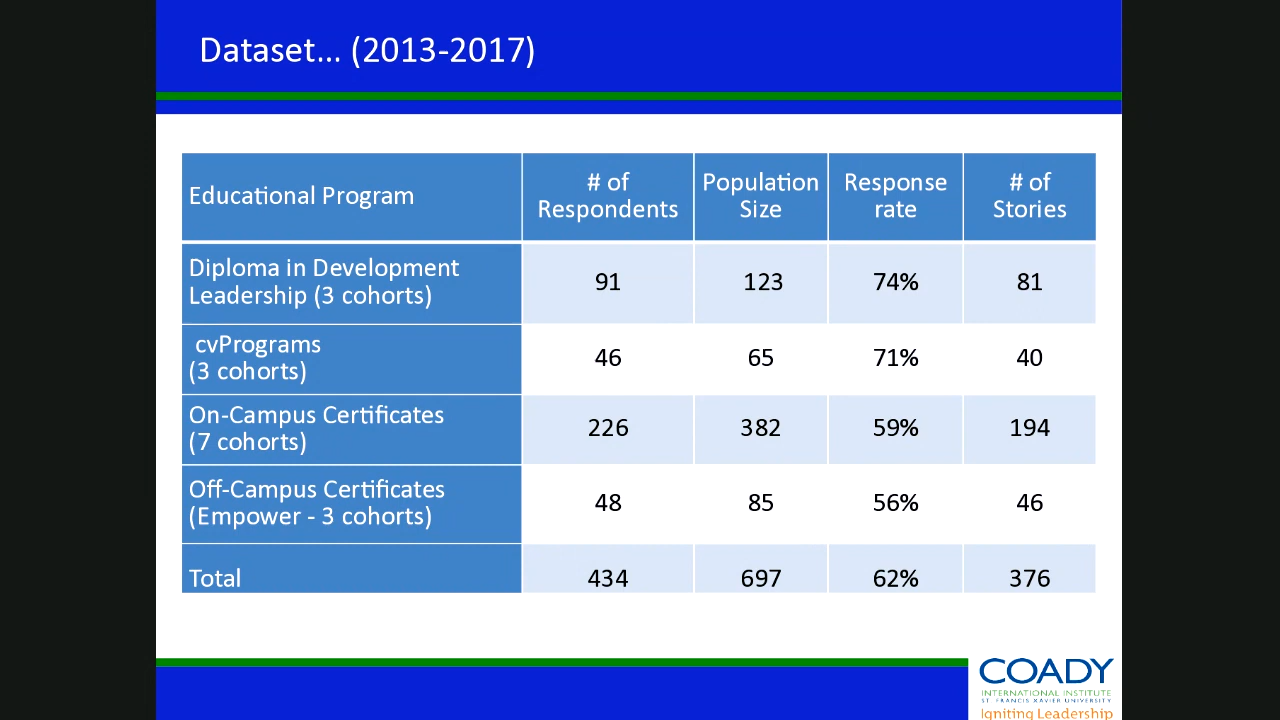 Dataset... (2013-2017)
Educational Program
# of
Respondents
Population
Size
Response
rate
# of
Stories
Diploma in Development
Leadership (3 cohorts)
91
123
74%
81
cvPrograms
(3 cohorts)
46
65
71%
40
On-Campus Certificates
(7 cohorts)
226
382
59%
194
Off-Campus Certificates
(Empower - 3 cohorts)
48
85
56%
46
Total
434
697
62%
376
COADY
INTERNATIONAL INSTITUTE
ST. FRANCIS XAVIER UNIVERSITY
Igniting Leadership